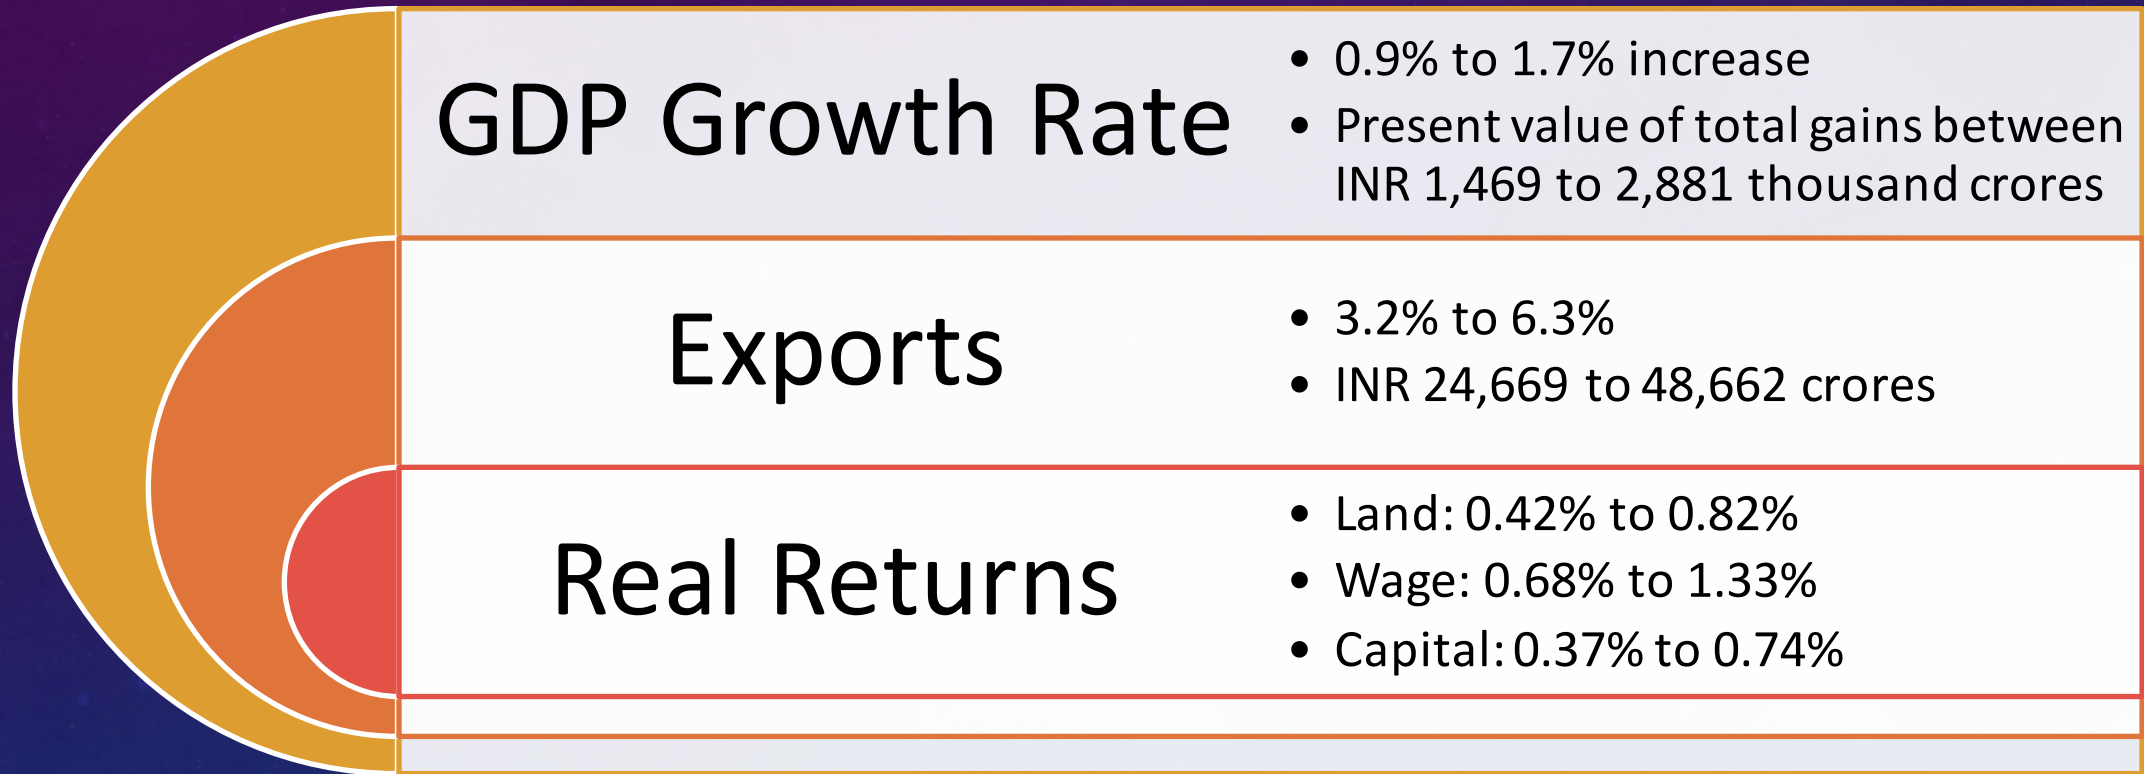 GDP Growth Rate
• 0.9% to 1.7% increase
• Present value of total gains between
INR 1,469 to 2,881 thousand crores
Exports
• 3.2% to 6.3%
• INR 24,669 to 48,662 crores
Real Returns
• Land: 0.42% to 0.82%
• Wage: 0.68% to 1.33%
• Capital: 0.37% to 0.74%